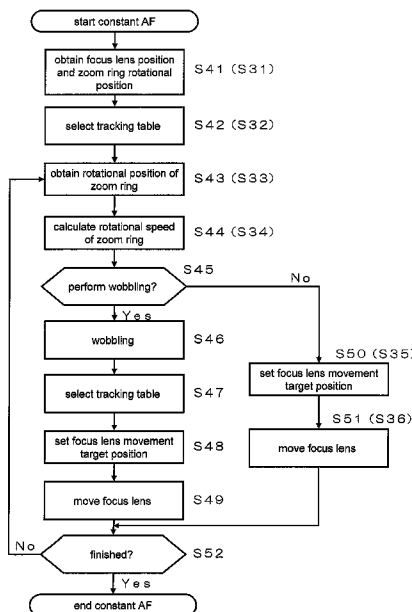 start constant AF
obtain focus lens position
and zoom ring rotational
position
S41 (S31)
select tracking table
S42 (S32)
obtain rotational position of
zoom ring
S43 (S33)
calculate rotational speed
of zoom ring
S44 (S34)
S45
perform wobbling?
No
Yes
wobbling
S46
S50 (S35)
set focus lens movement
target position
select tracking table
S47
S51 (S36)
set focus lens movement
target position
S48
move focus lens
move focus lens
S49
No
finished?
S52
Yes
end constant AF